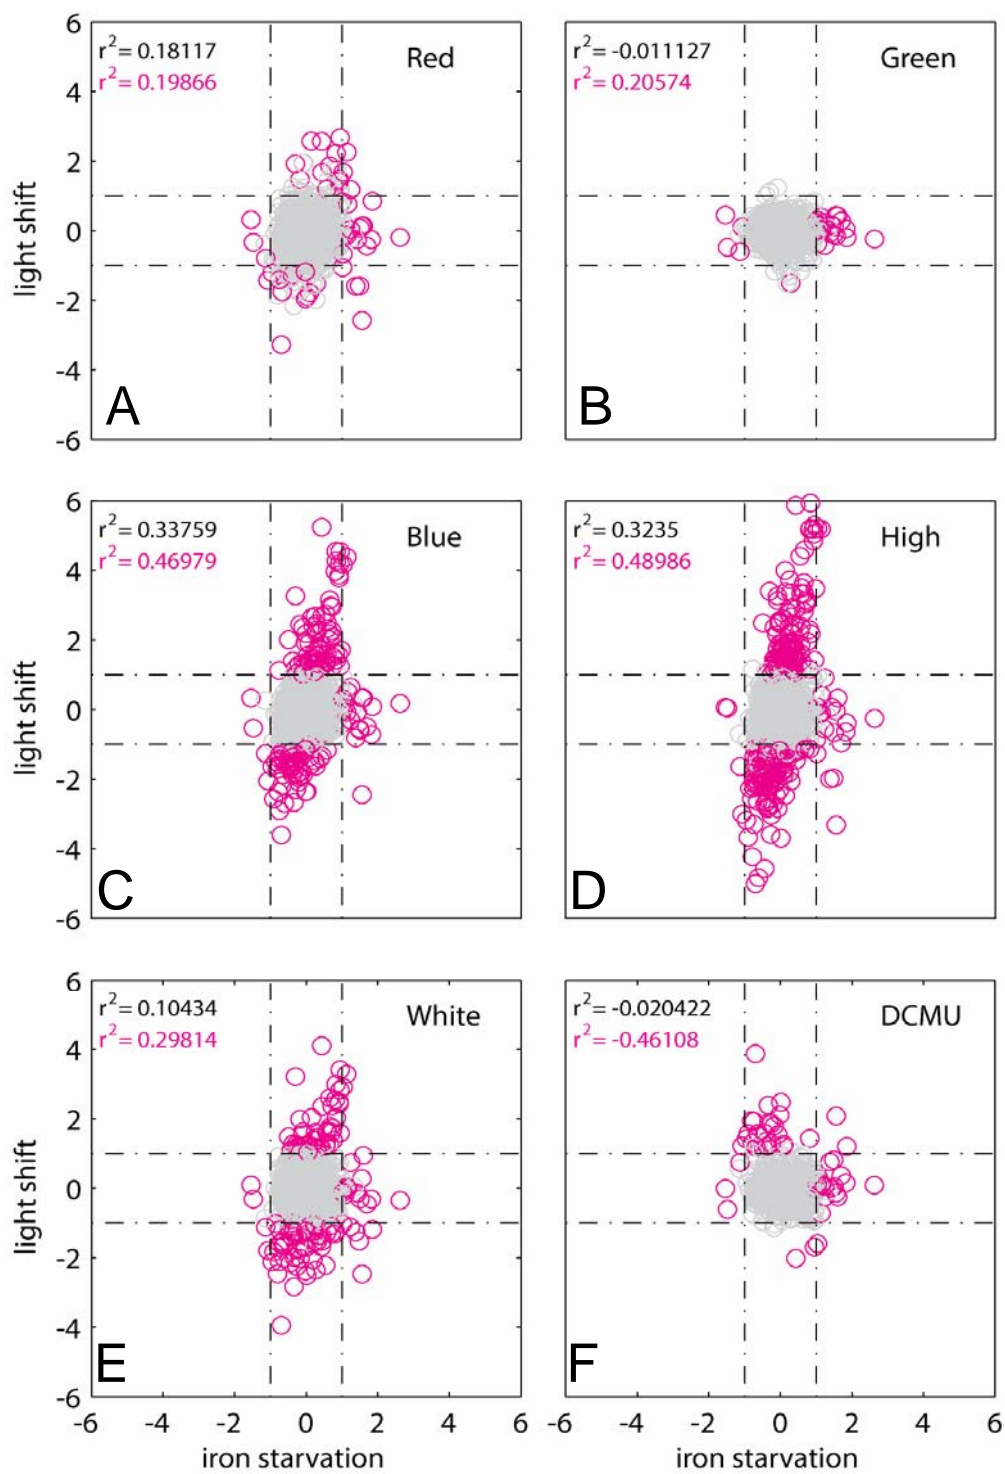 6
4
2
0
-2
-4
-6
light shift
r²= 0.18117
r²= 0.19866
Red
A
r²= -0.011127
r²= 0.20574
Green
B
6
4
2
0
-2
-4
-6
light shift
r²= 0.33759
r²= 0.46979
Blue
C
r²= 0.3235
r²= 0.48986
High
D
6
4
2
0
-2
-4
-6
light shift
r²= 0.10434
r²= 0.29814
White
E
r²= -0.020422
r²= -0.46108
DCMU
F
-6 -4 -2 0 2 4 6
iron starvation
-6 -4 -2 0 2 4 6
iron starvation